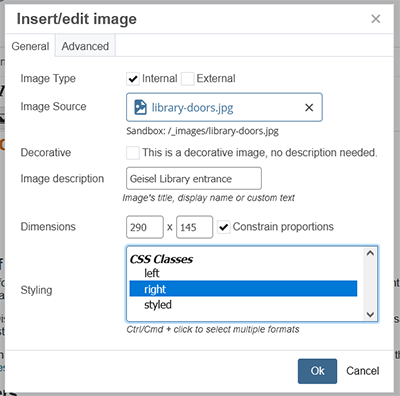 Insert/edit image ×
General Advanced
Image Type Internal External
Image Source library-doors.jpg ×
Sandbox: /_images/library-doors.jpg
Decorative This is a decorative image, no description needed.
Image description Geisel Library entrance
Image's title, display name or custom text
Dimensions 290 x 145 Constrain proportions
CSS Classes
left
Styling right
styled
Ctrl/Cmd + click to select multiple formats
Ok Cancel